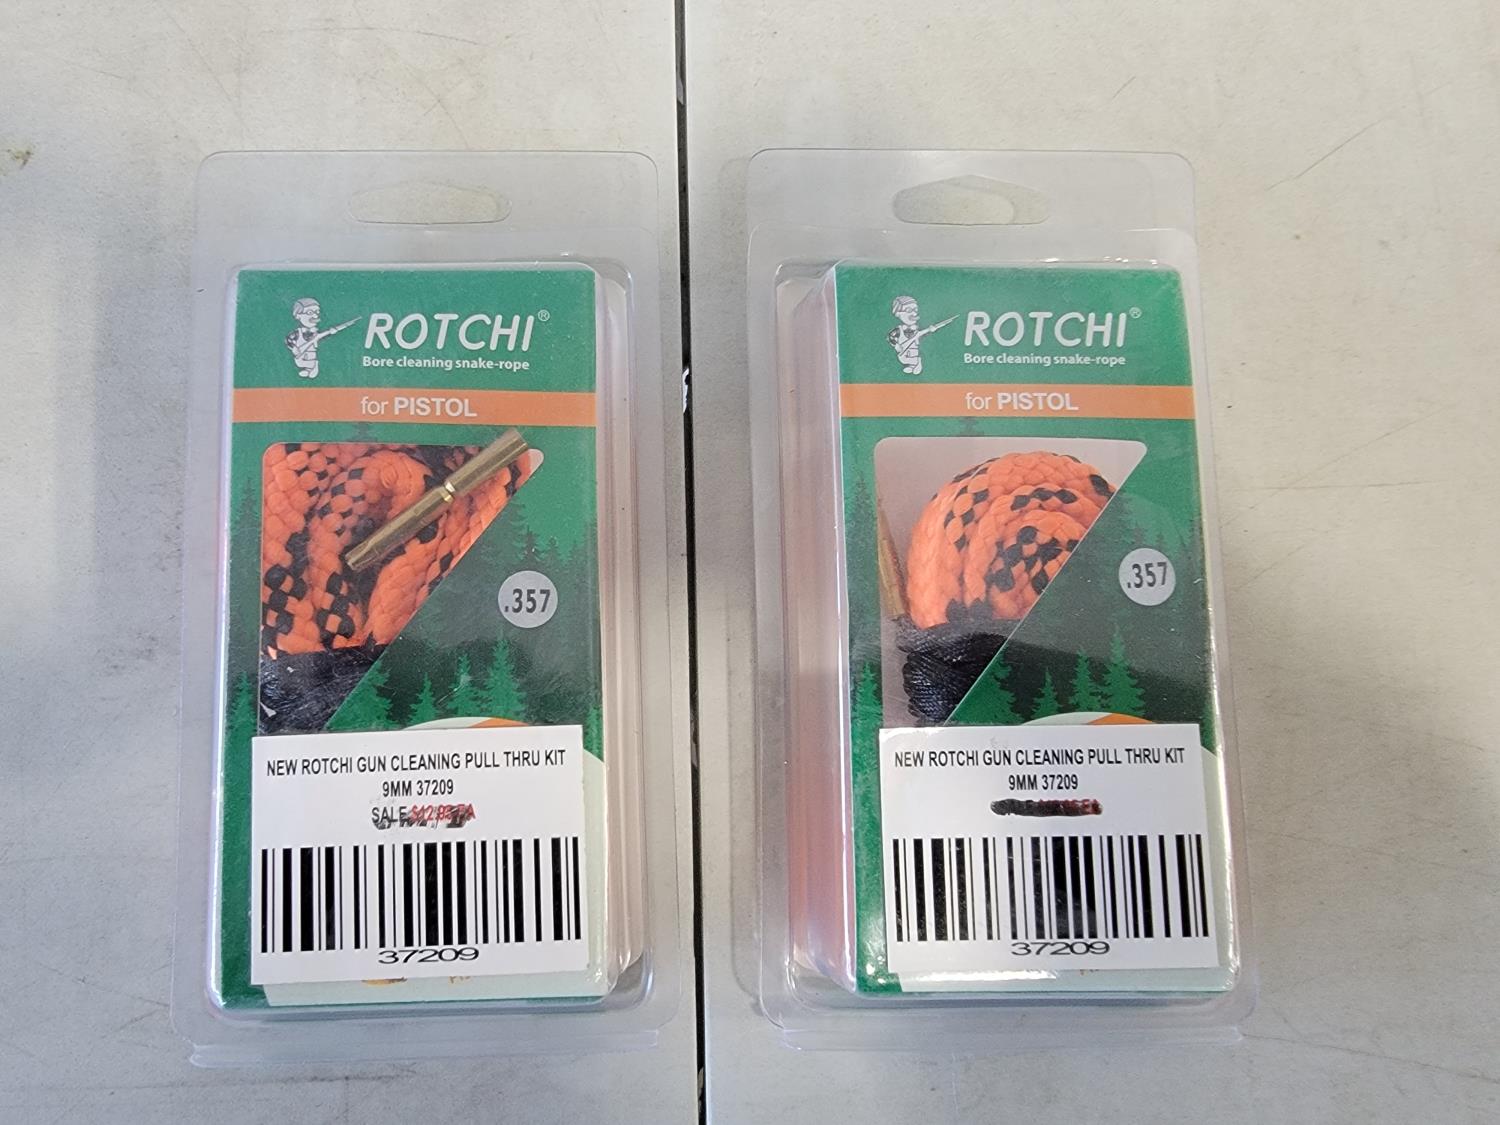 ROTCHI®
Bore cleaning snake-rope
for PISTOL
.357
NEW ROTCHI GUN CLEANING PULL THRU KIT
9MM 37209
SALE
37209
ROTCHI®
Bore cleaning snake-rope
for PISTOL
.357
NEW ROTCHI GUN CLEANING PULL THRU KIT
9MM 37209
SALE
37209